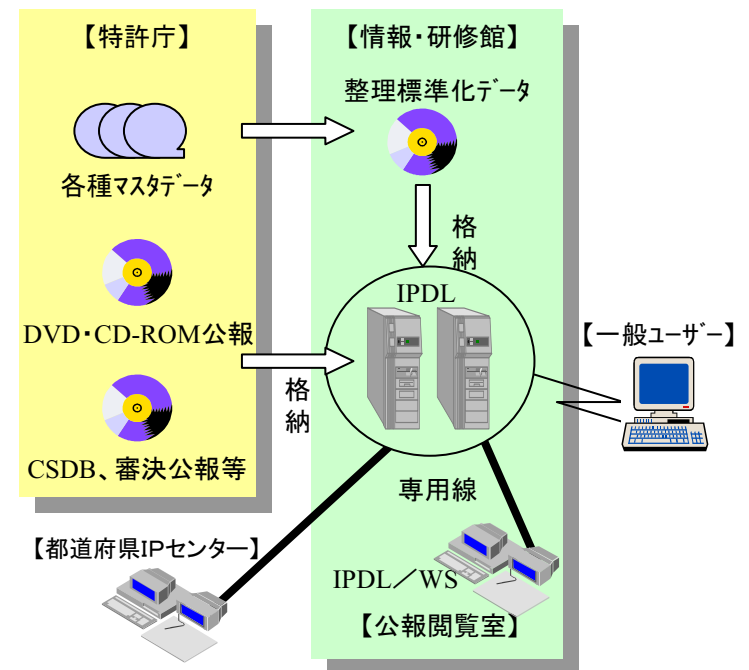 【特許庁】
各種ﾏｽﾀﾃﾞｰﾀ
DVD・CD-ROM公報
CSDB、審決公報等
【情報・研修館】
整理標準化ﾃﾞｰﾀ
格
納
IPDL
格
納
専用線
IPDL／WS
【公報閲覧室】
【一般ﾕｰｻﾞｰ】
【都道府県IPセンター】